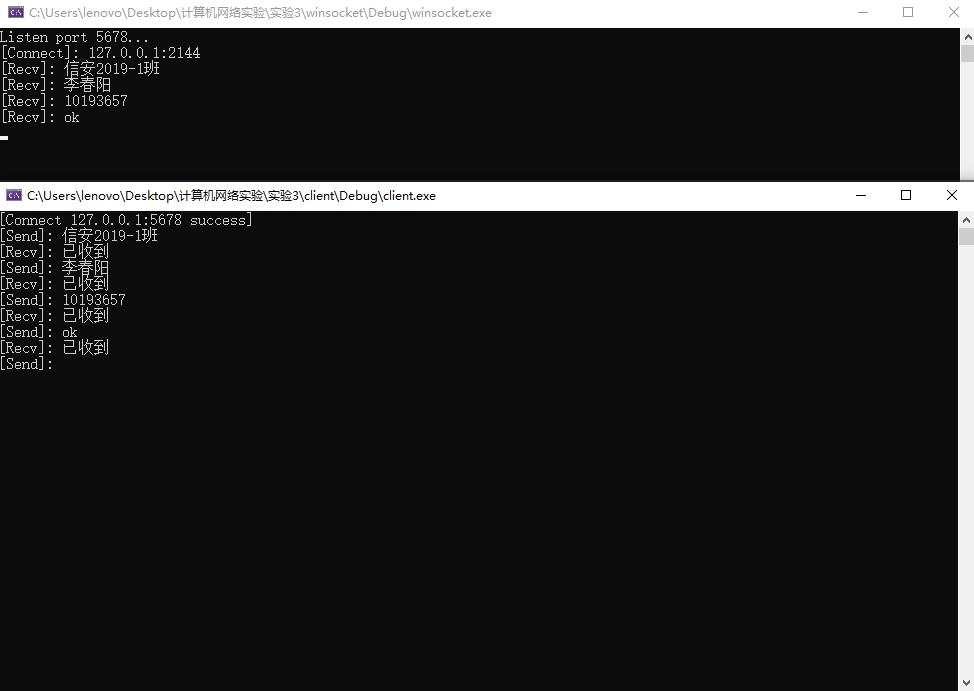 C:\Users\lenovo\Desktop\计算机网络实验\实验3\winsocket\Debug\winsocket.exe
Listen port 5678...
[Connect]: 127.0.0.1:2144
[Recv]: 信安2019-1班
[Recv]: 李春阳
[Recv]: 10193657
[Recv]: ok
C:\Users\lenovo\Desktop\计算机网络实验\实验3\client\Debug\client.exe
[Connect 127.0.0.1:5678 success]
[Send]: 信安2019-1班
[Recv]: 已收到
[Send]: 李春阳
[Recv]: 已收到
[Send]: 10193657
[Recv]: 已收到
[Send]: ok
[Recv]: 已收到
[Send]: